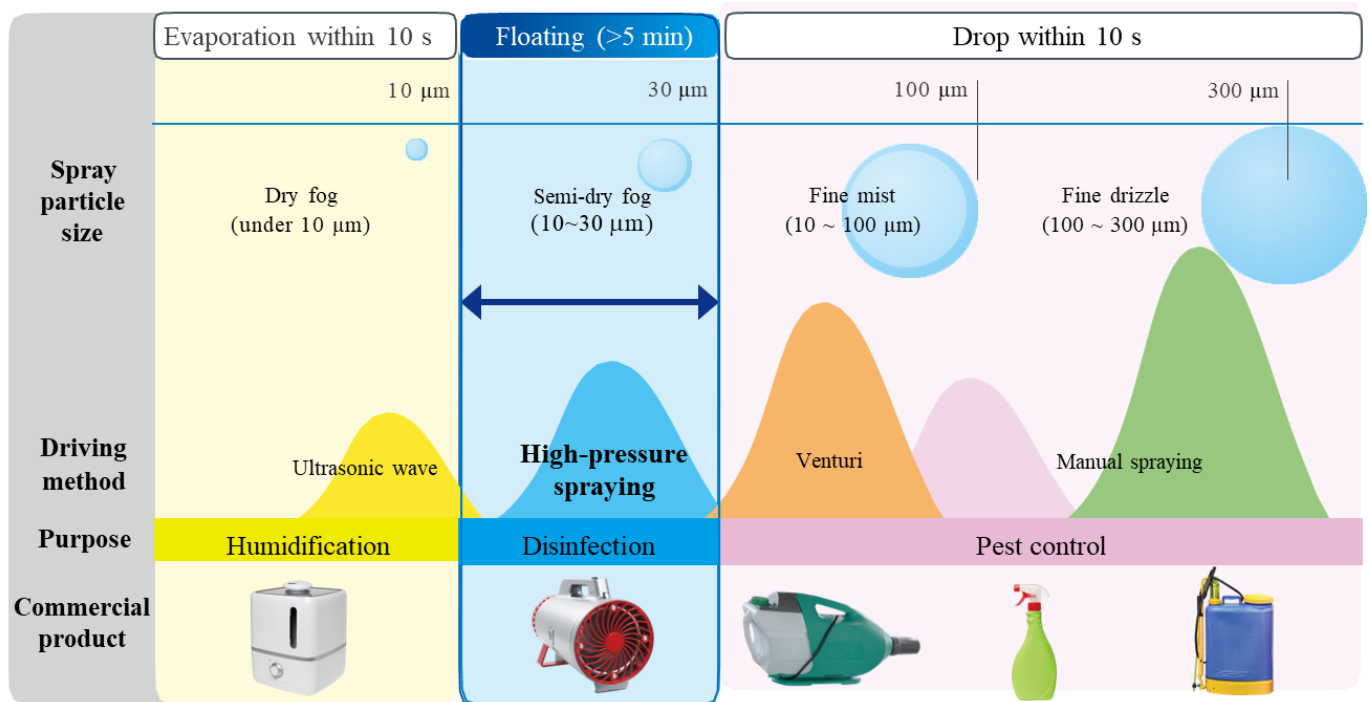 Evaporation within 10 s
Floating (>5 min)
Drop within 10 s
10 μm
30 μm
100 μm
300 μm
Spray
particle
size
Dry fog
(under 10 μm)
Semi-dry fog
(10~30 μm)
Fine mist
(10 ~ 100 μm)
Fine drizzle
(100 ~ 300 μm)
Driving
method
Ultrasonic wave
High-pressure
spraying
Venturi
Manual spraying
Purpose
Humidification
Disinfection
Pest control
Commercial
product